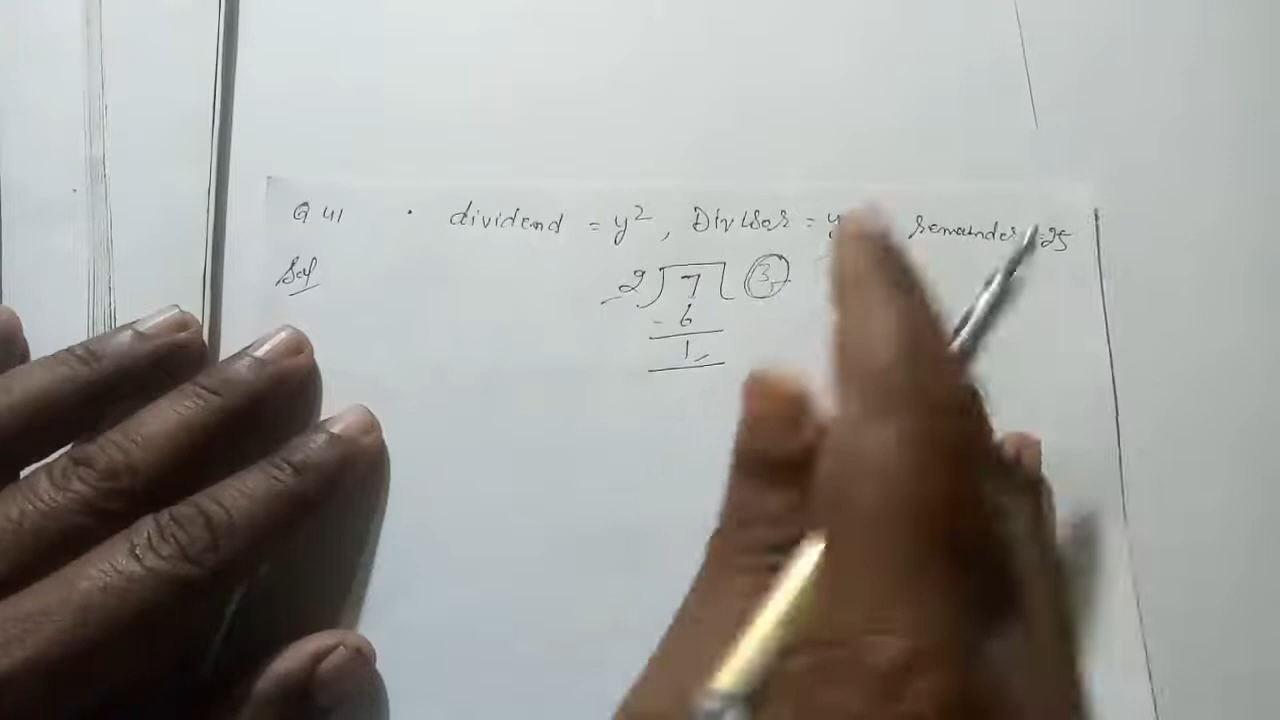 Q 41 . dividend = y², Divisor = y remainder = 25
Sol 2 7 3
- 6
1